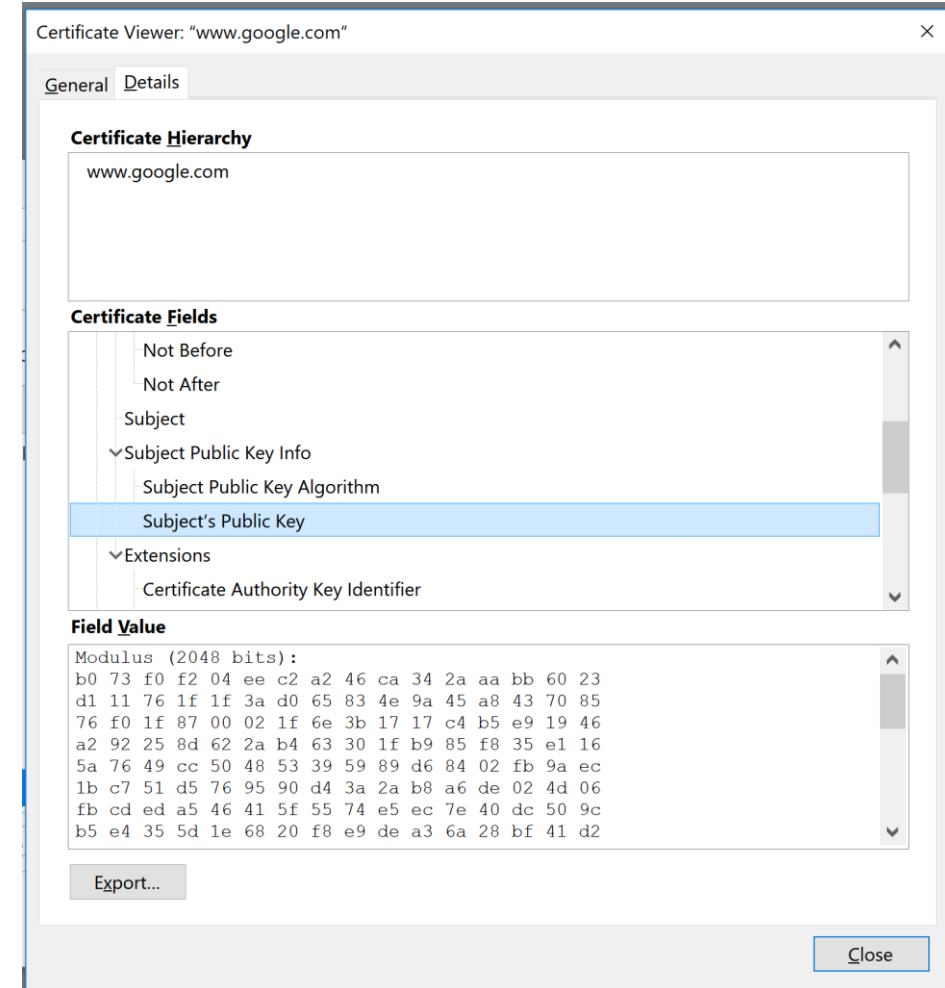 Certificate Viewer: “www.google.com”
General Details
Certificate Hierarchy
www.google.com
Certificate Fields
Not Before
Not After
Subject
Subject Public Key Info
Subject Public Key Algorithm
Subject’s Public Key
Extensions
Certificate Authority Key Identifier
Field Value
Modulus (2048 bits):
b0 73 f0 f2 04 ee c2 a2 46 ca 34 2a aa bb 60 23
d1 11 76 1f 1f 3a d0 65 83 4e 9a 45 a8 43 70 85
76 f0 1f 87 00 02 1f 6e 3b 17 17 c4 b5 e9 19 46
a2 92 25 8d 62 2a b4 63 30 1f b9 85 f8 35 e1 16
5a 76 49 cc 50 48 53 39 59 89 d6 84 02 fb 9a ec
1b c7 51 d5 76 95 90 d4 3a 2a b8 a6 de 02 4d 06
fb cd ed a5 46 41 5f 55 74 e5 ec 7e 40 dc 50 9c
b5 e4 35 5d 1e 68 20 f8 e9 de a3 6a 28 bf 41 d2
Export...
Close